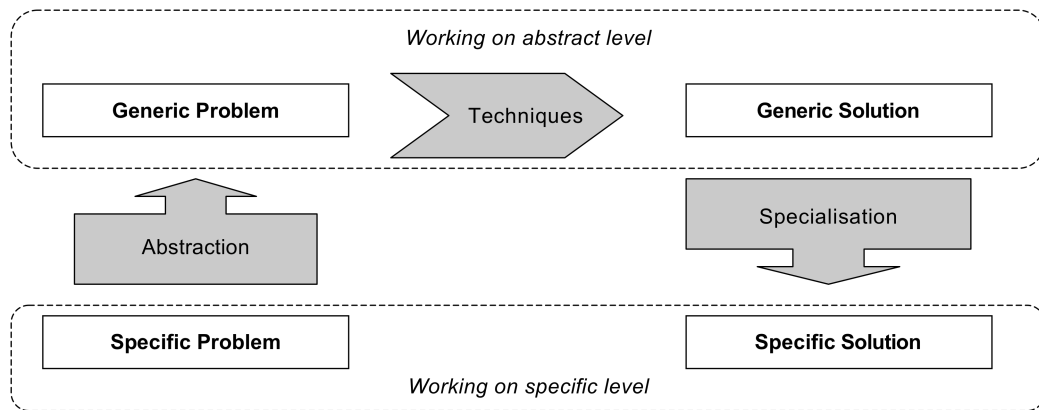 Working on abstract level
Generic Problem
Techniques
Generic Solution
Abstraction
Specialisation
Specific Problem
Specific Solution
Working on specific level